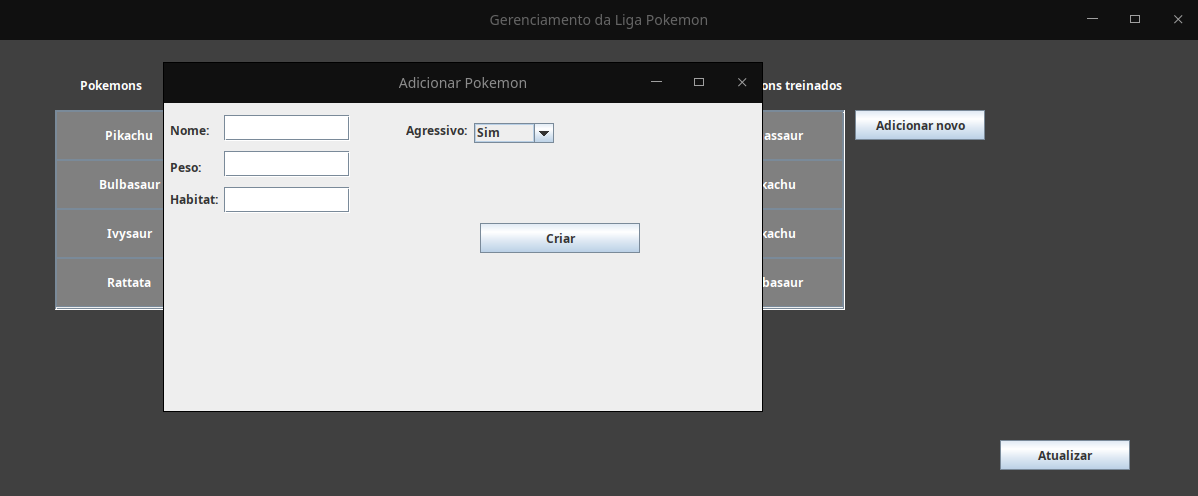 Gerenciamento da Liga Pokemon
Adicionar Pokemon
Pokemons
ons treinados
Pikachu
Bulbasaur
Ivysaur
Rattata
Nome:
Peso:
Habitat:
Agressivo: Sim
Criar
assaur
kachu
kachu
basaur
Adicionar novo
Atualizar